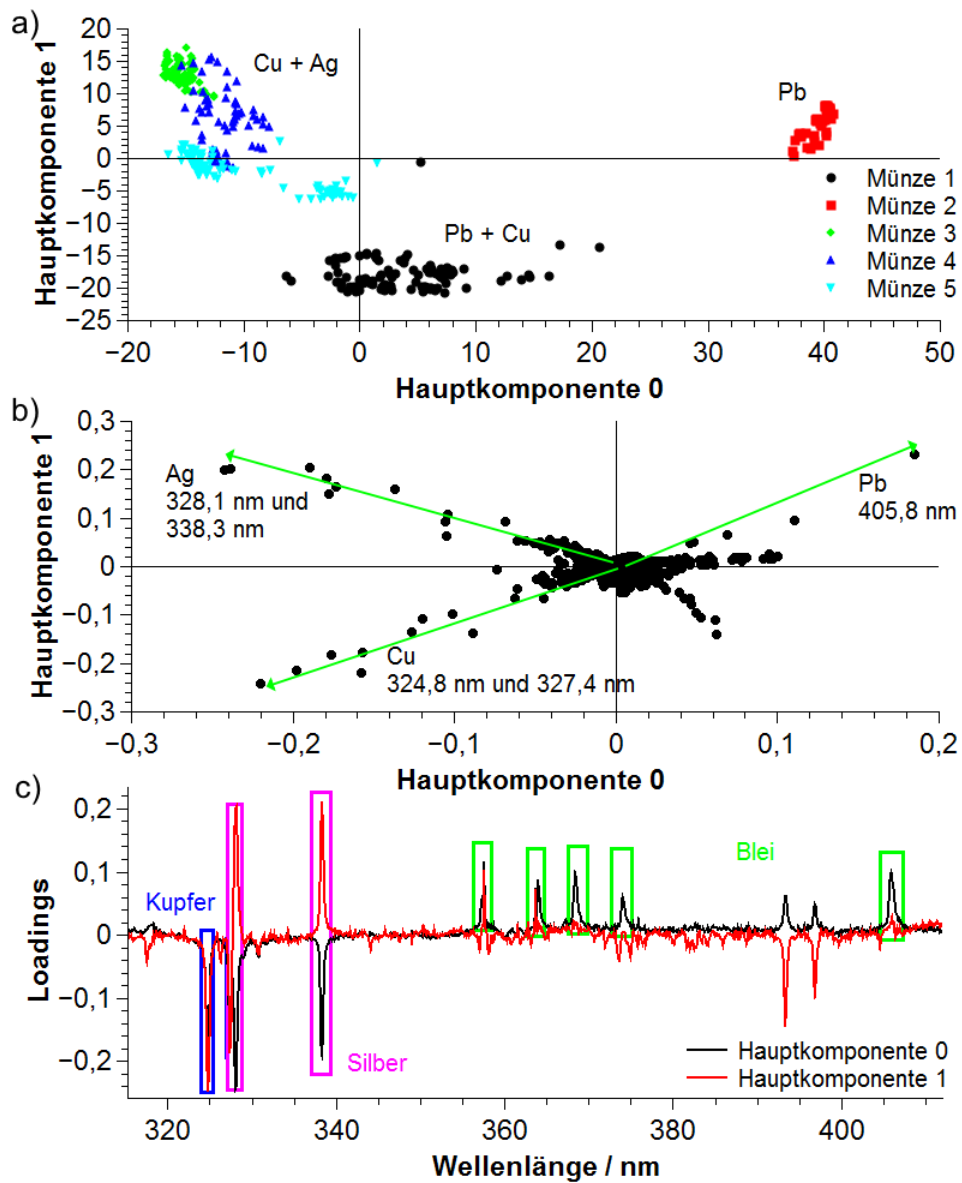 a)
Hauptkomponente 1
20
15
10
5
0
−5
−10
−15
−20
−25
Cu + Ag
Pb
Pb + Cu
Münze 1
Münze 2
Münze 3
Münze 4
Münze 5
−20 −10 0 10 20 30 40 50
Hauptkomponente 0
b)
Hauptkomponente 1
0,3
0,2
0,1
0
−0,1
−0,2
−0,3
Ag
328,1 nm und
338,3 nm
Pb
405,8 nm
Cu
324,8 nm und 327,4 nm
−0,3 −0,2 −0,1 0 0,1 0,2
Hauptkomponente 0
c)
Loadings
0,2
0,1
0
−0,1
−0,2
Kupfer
Silber
Blei
Hauptkomponente 0
Hauptkomponente 1
320 340 360 380 400
Wellenlänge / nm